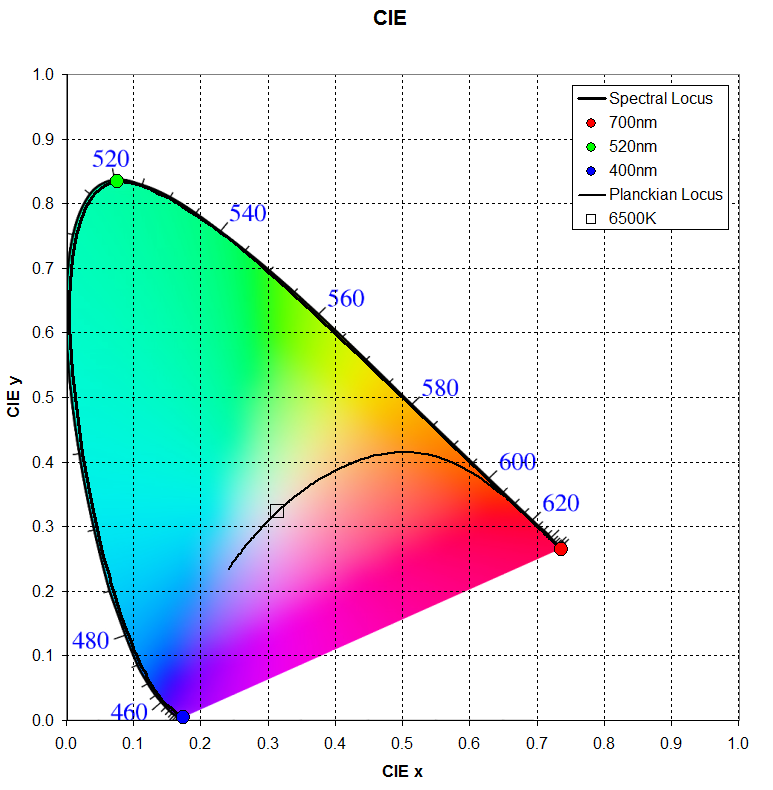 CIE
Spectral Locus
700nm
520nm
400nm
Planckian Locus
6500K
520
540
560
580
600
620
480
460
CIE y
1.0
0.9
0.8
0.7
0.6
0.5
0.4
0.3
0.2
0.1
0.0
0.0 0.1 0.2 0.3 0.4 0.5 0.6 0.7 0.8 0.9 1.0
CIE x